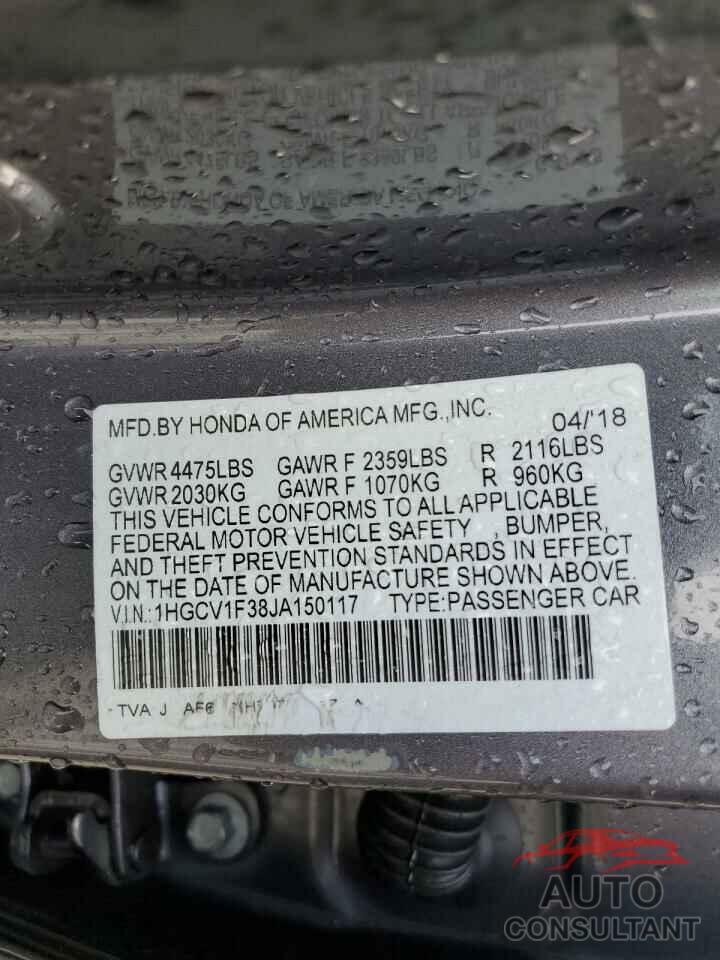 MFD.BY HONDA OF AMERICA MFG.,INC. 04/'18
GVWR 4475LBS GAWR F 2359LBS R 2116LBS
GVWR 2030KG GAWR F 1070KG R 960KG
THIS VEHICLE CONFORMS TO ALL APPLICABLE
FEDERAL MOTOR VEHICLE SAFETY , BUMPER,
AND THEFT PREVENTION STANDARDS IN EFFECT
ON THE DATE OF MANUFACTURE SHOWN ABOVE.
V.I.N.: 1HGCV1F38JA150117 TYPE:PASSENGER CAR
TVA J
AUTO
CONSULTANT